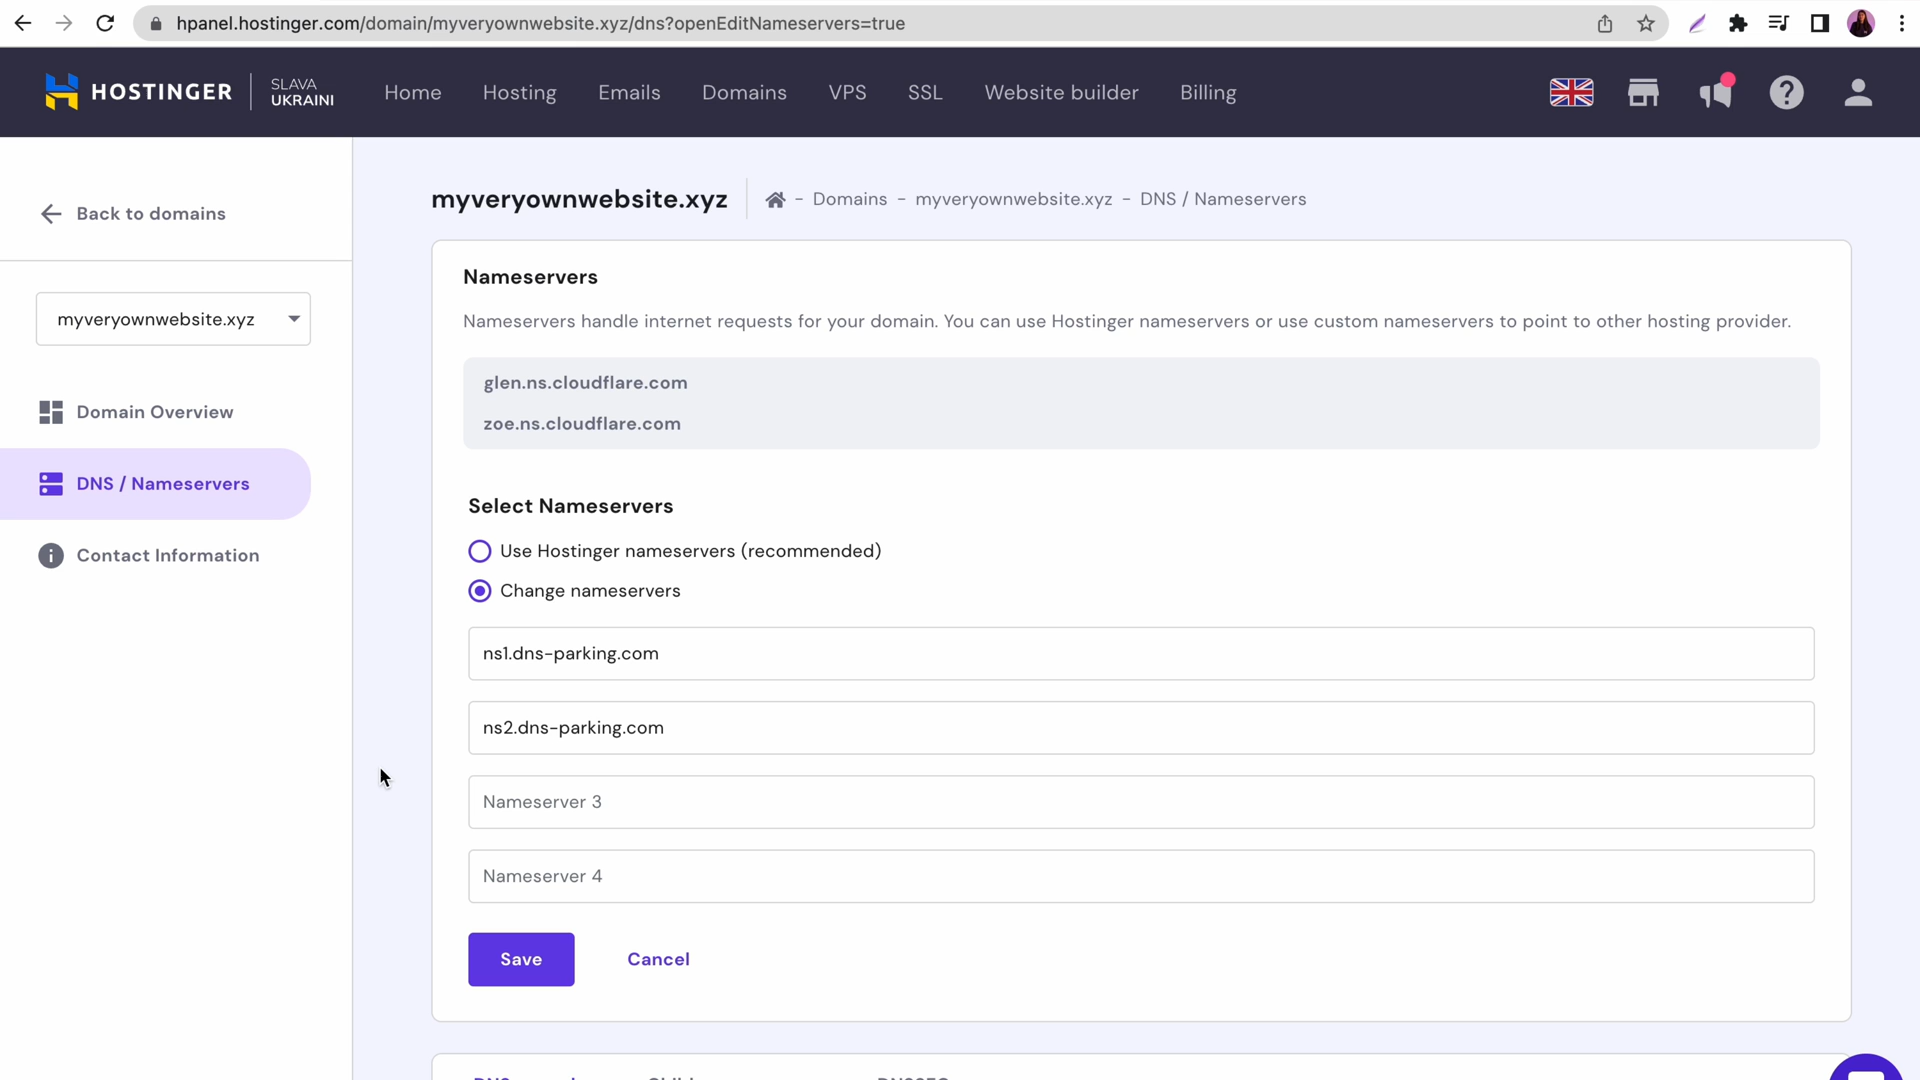 hpanel.hostinger.com/domain/myveryownwebsite.xyz/dns?openEditNameservers=true
HOSTINGER
SLAVA
UKRAINI
Home
Hosting
Emails
Domains
VPS
SSL
Website builder
Billing
Back to domains
myveryownwebsite.xyz
Domain Overview
DNS / Nameservers
Contact Information
myveryownwebsite.xyz
- Domains - myveryownwebsite.xyz - DNS / Nameservers
Nameservers
Nameservers handle internet requests for your domain. You can use Hostinger nameservers or use custom nameservers to point to other hosting provider.
glen.ns.cloudflare.com
zoe.ns.cloudflare.com
Select Nameservers
Use Hostinger nameservers (recommended)
Change nameservers
ns1.dns-parking.com
ns2.dns-parking.com
Nameserver 3
Nameserver 4
Save
Cancel